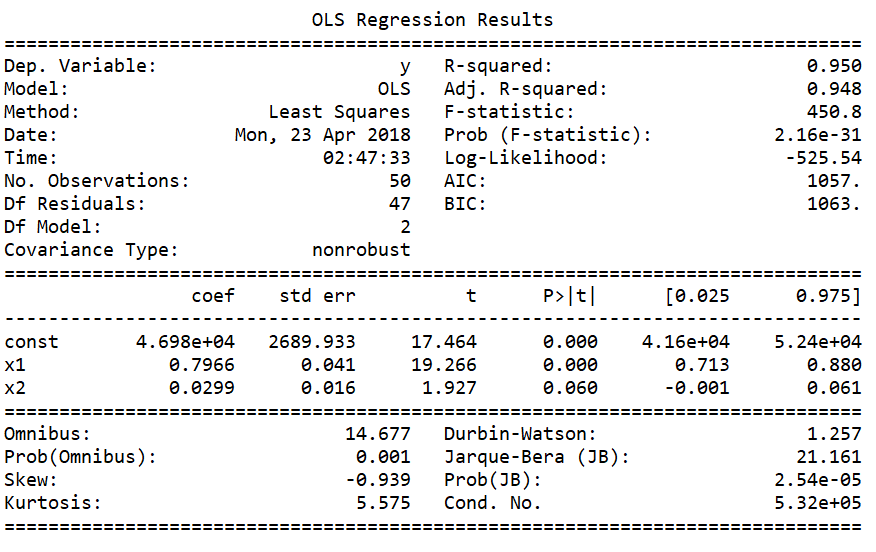 OLS Regression Results
==============================================================================
Dep. Variable:                      y   R-squared:                       0.950
Model:                            OLS   Adj. R-squared:                  0.948
Method:                 Least Squares   F-statistic:                     450.8
Date:                Mon, 23 Apr 2018   Prob (F-statistic):           2.16e-31
Time:                        02:47:33   Log-Likelihood:                -525.54
No. Observations:                  50   AIC:                             1057.
Df Residuals:                      47   BIC:                             1063.
Df Model:                           2
Covariance Type:            nonrobust
==============================================================================
                 coef    std err          t      P>|t|      [0.025      0.975]
------------------------------------------------------------------------------
const       4.698e+04   2689.933     17.464      0.000    4.16e+04    5.24e+04
x1             0.7966      0.041     19.266      0.000       0.713       0.880
x2             0.0299      0.016      1.927      0.060      -0.001       0.061
==============================================================================
Omnibus:                       14.677   Durbin-Watson:                   1.257
Prob(Omnibus):                  0.001   Jarque-Bera (JB):               21.161
Skew:                          -0.939   Prob(JB):                     2.54e-05
Kurtosis:                       5.575   Cond. No.                     5.32e+05
==============================================================================